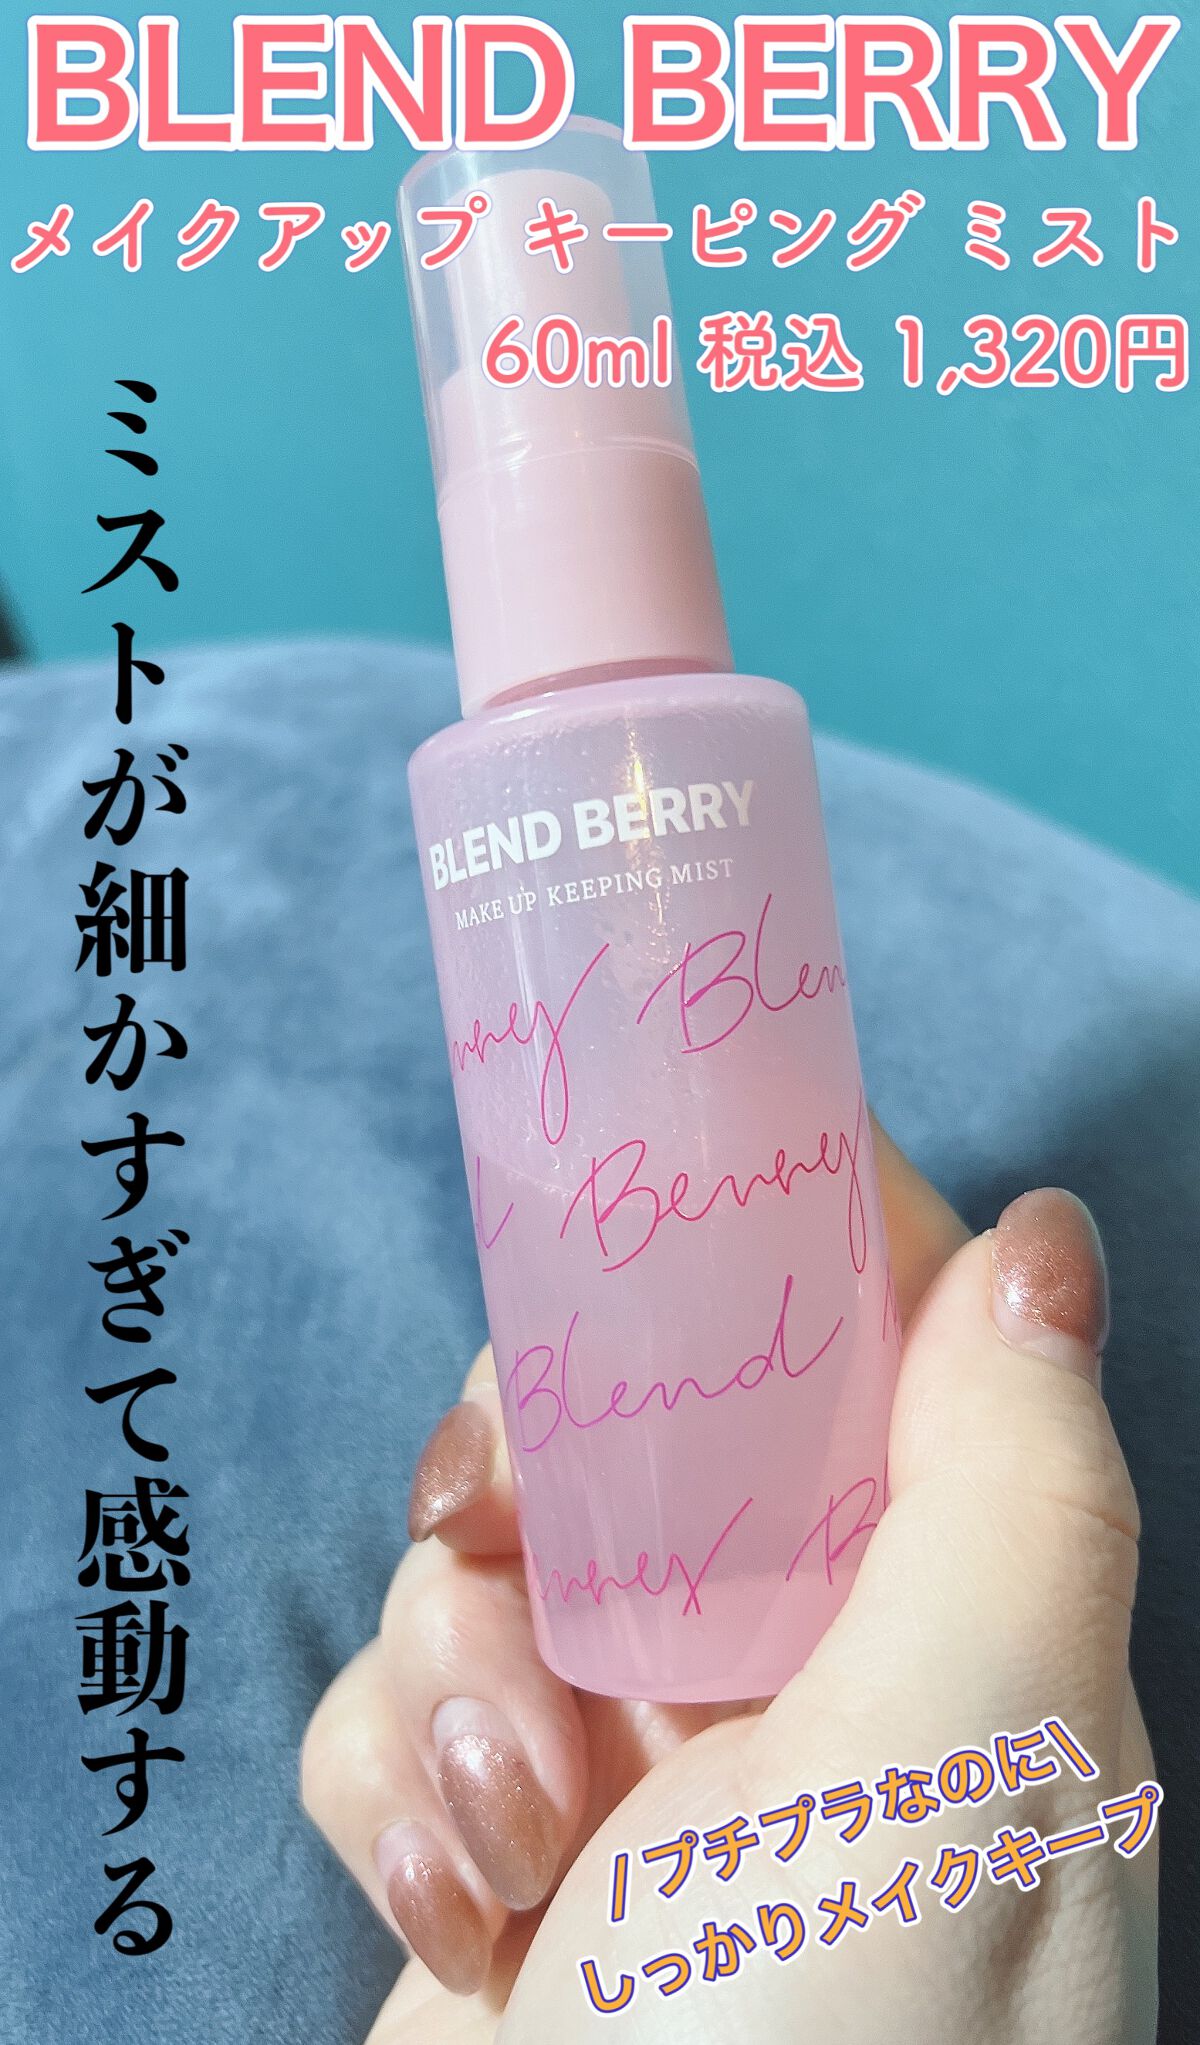 BLEND BERRY
メイクアップ キーピング ミスト
60ml 税込 1,320円
ミストが細かすぎて感動する
BLEND BERRY
MAKE UP KEEPING MIST
Blend
Berry
Blend
/プチプラなのに\
しっかりメイクキープ